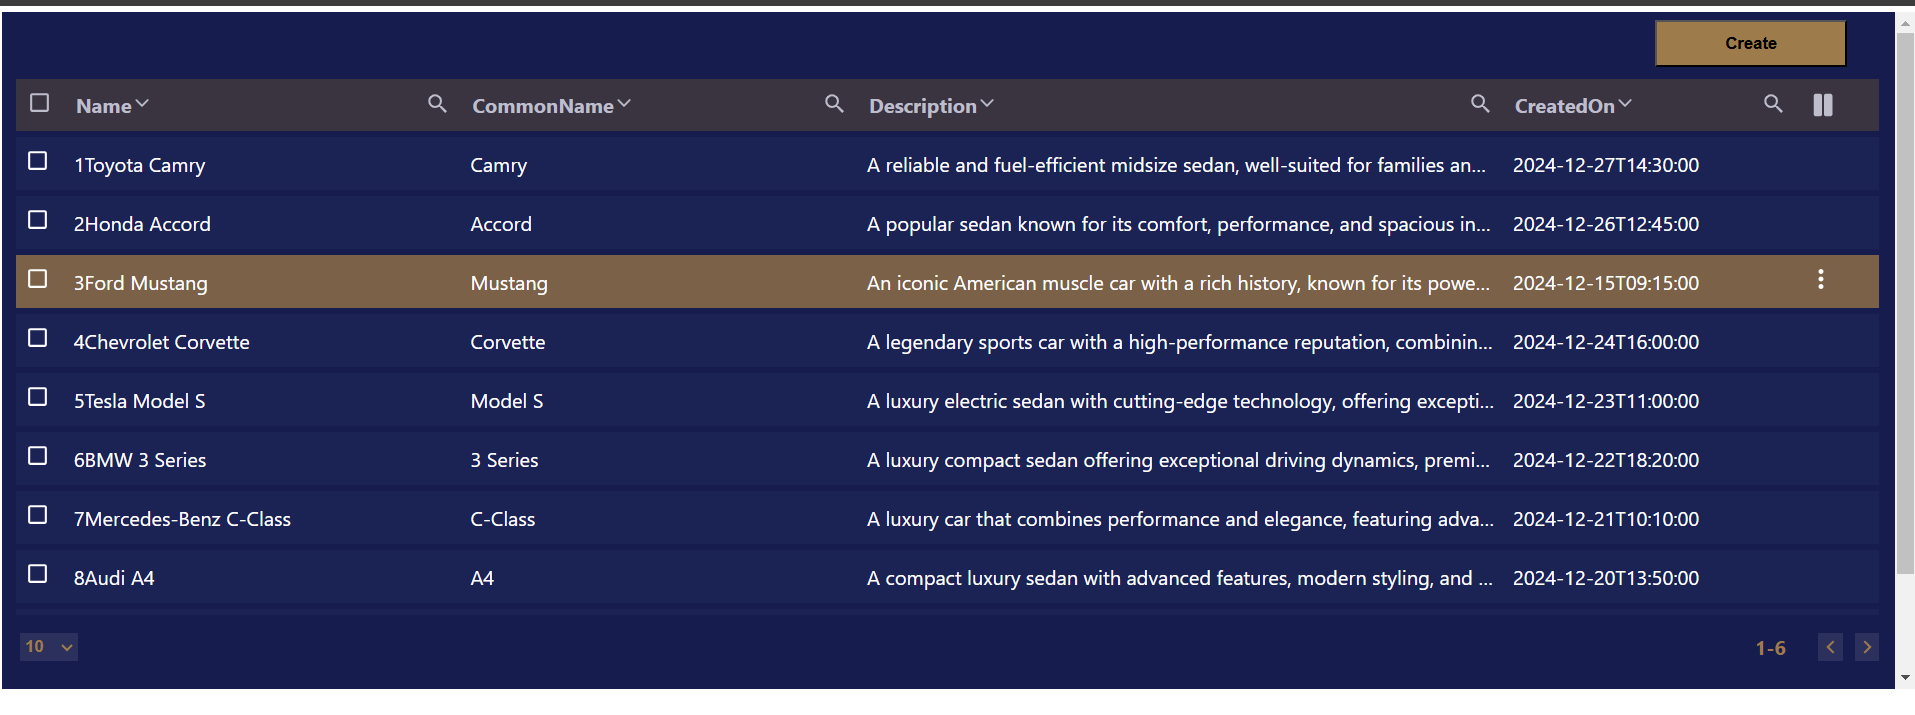 Create
Name CommonName Description CreatedOn
1Toyota Camry Camry A reliable and fuel-efficient midsize sedan, well-suited for families an... 2024-12-27T14:30:00
2Honda Accord Accord A popular sedan known for its comfort, performance, and spacious in... 2024-12-26T12:45:00
3Ford Mustang Mustang An iconic American muscle car with a rich history, known for its powe... 2024-12-15T09:15:00
4Chevrolet Corvette Corvette A legendary sports car with a high-performance reputation, combinin... 2024-12-24T16:00:00
5Tesla Model S Model S A luxury electric sedan with cutting-edge technology, offering excepti... 2024-12-23T11:00:00
6BMW 3 Series 3 Series A luxury compact sedan offering exceptional driving dynamics, premi... 2024-12-22T18:20:00
7Mercedes-Benz C-Class C-Class A luxury car that combines performance and elegance, featuring adva... 2024-12-21T10:10:00
8Audi A4 A4 A compact luxury sedan with advanced features, modern styling, and ... 2024-12-20T13:50:00
10 1-6